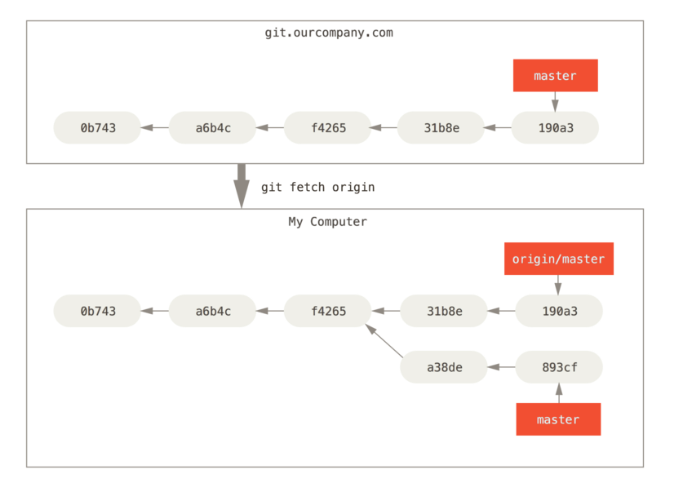 git.ourcompany.com
master
0b743 a6b4c f4265 31b8e 190a3
git fetch origin
My Computer
origin/master
0b743 a6b4c f4265 31b8e 190a3
a38de 893cf
master